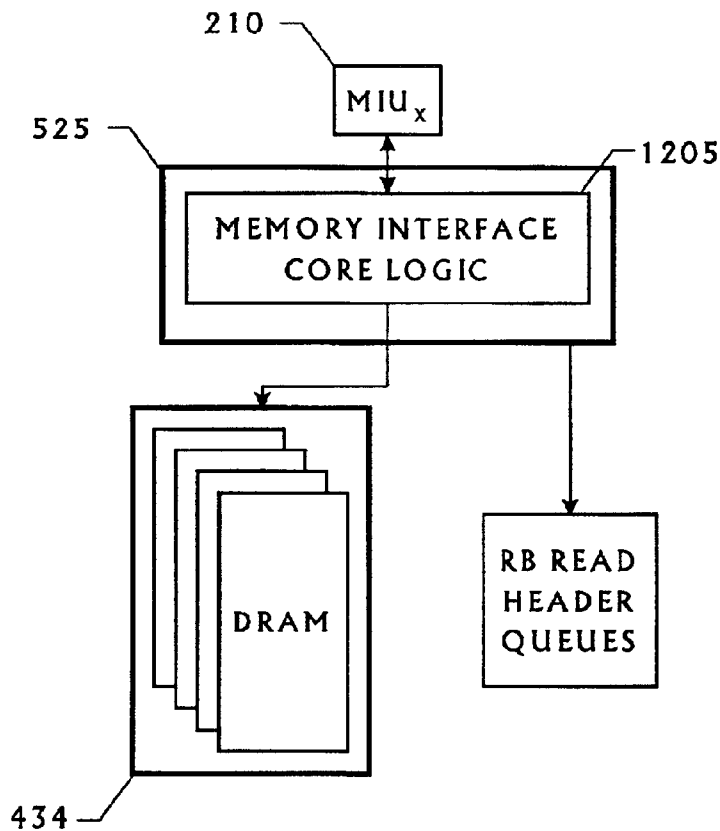 210
MIUx
525
1205
MEMORY INTERFACE
CORE LOGIC
DRAM
RB READ
HEADER
QUEUES
434